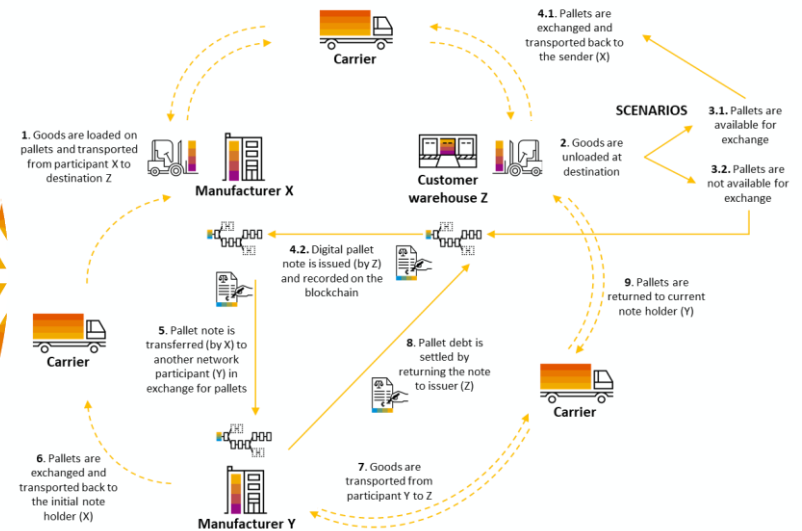 Carrier
4.1. Pallets are
exchanged and
transported back to
the sender (X)
SCENARIOS
3.1. Pallets are
available for
exchange
3.2. Pallets are
not available for
exchange
1. Goods are loaded on
pallets and transported
from participant X to
destination Z
Manufacturer X
Customer
warehouse Z
2. Goods are
unloaded at
destination
4.2. Digital pallet
note is issued (by Z)
and recorded on the
blockchain
9. Pallets are
returned to current
note holder (Y)
Carrier
5. Pallet note is
transferred (by X) to
another network
participant (Y) in
exchange for pallets
8. Pallet debt is
settled by
returning the note
to issuer (Z)
Carrier
6. Pallets are
exchanged and
transported back to
the initial note
holder (X)
7. Goods are
transported from
participant Y to Z
Manufacturer Y